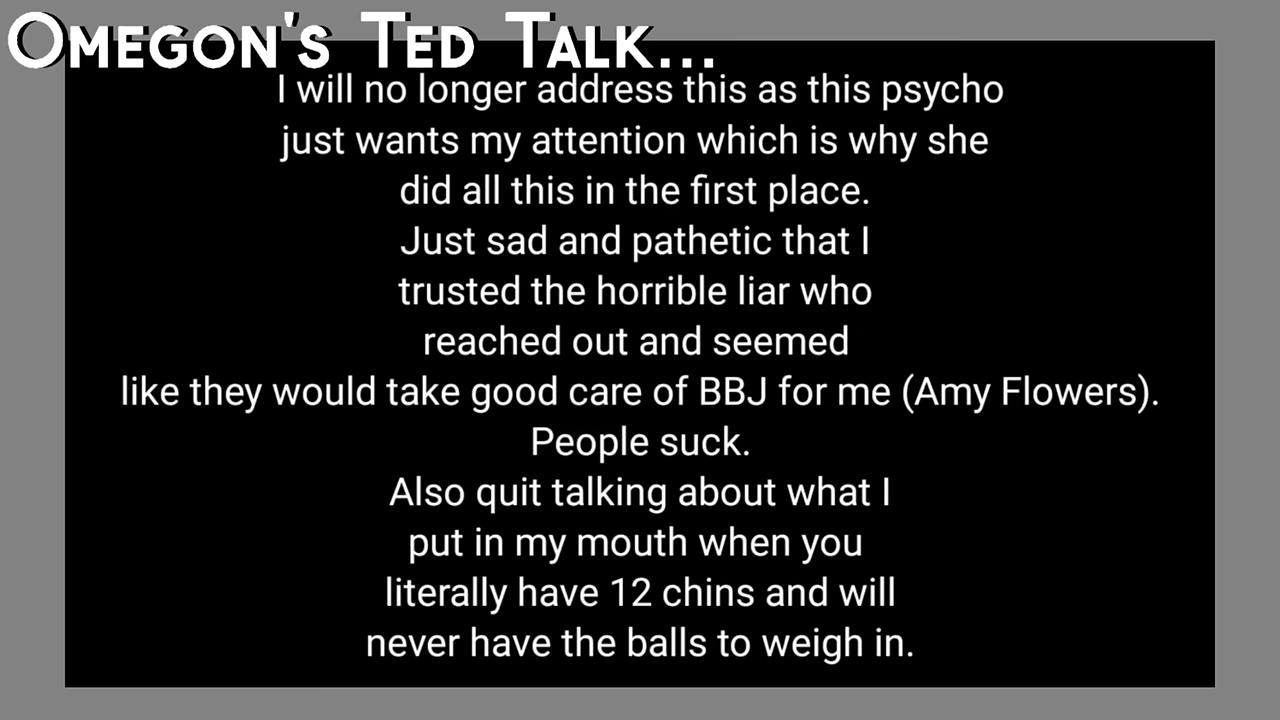 Omegon's Ted Talk...
I will no longer address this as this psycho
just wants my attention which is why she
did all this in the first place.
Just sad and pathetic that I
trusted the horrible liar who
reached out and seemed
like they would take good care of BBJ for me (Amy Flowers).
People suck.
Also quit talking about what I
put in my mouth when you
literally have 12 chins and will
never have the balls to weigh in.